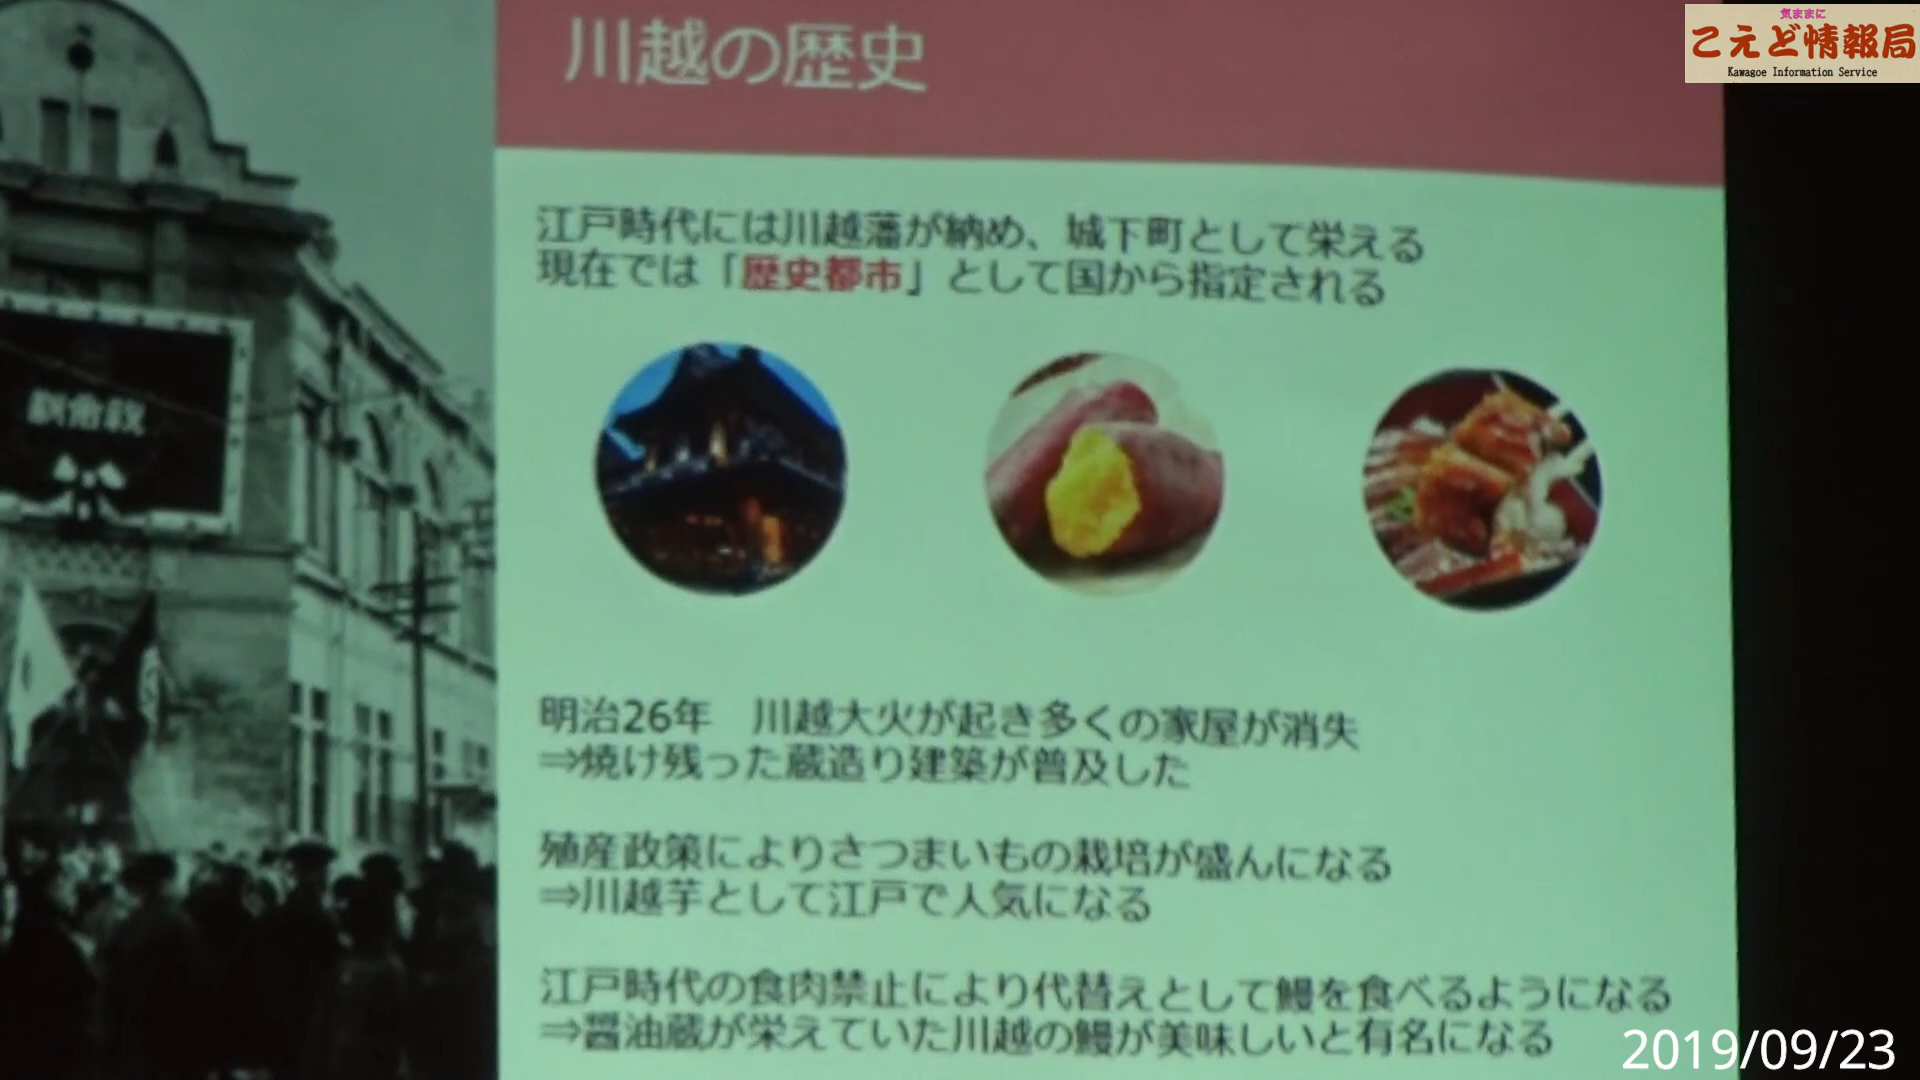 川越の歴史
気ままに
こえど情報局
Kawagoe Information Service
江戸時代には川越藩が納め、城下町として栄える
現在では「歴史都市」として国から指定される
明治26年 川越大火が起き多くの家屋が消失
⇒焼け残った蔵造り建築が普及した
殖産政策によりさつまいもの栽培が盛んになる
⇒川越芋として江戸で人気になる
江戸時代の食肉禁止により代替えとして鰻を食べるようになる
⇒醤油蔵が栄えていた川越の鰻が美味しいと有名になる
2019/09/23